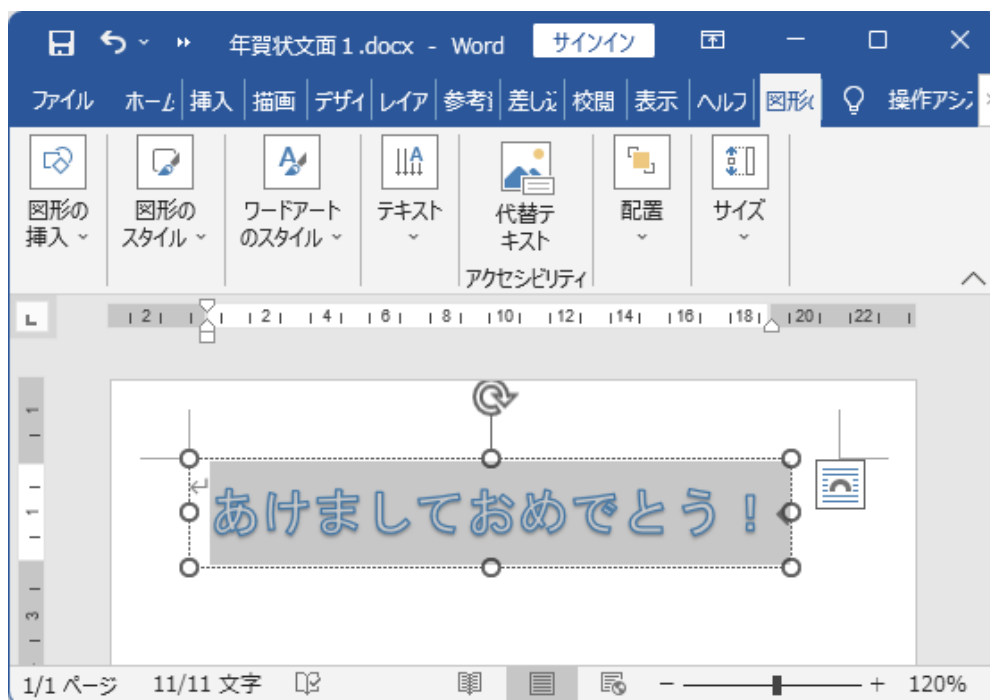 年賀状文面１.docx - Word サインイン
ファイル ホーム 挿入 描画 デザイ レイア 参考 差し込 校閲 表示 ヘルプ 図形の 操作アシス
図形の挿入
図形のスタイル
ワードアートのスタイル
テキスト
代替テキスト
配置
サイズ
アクセシビリティ
L 2 2 4 6 8 10 12 14 16 18 20 22
1
1
3
あけましておめでとう！
1/1 ページ 11/11 文字 120%